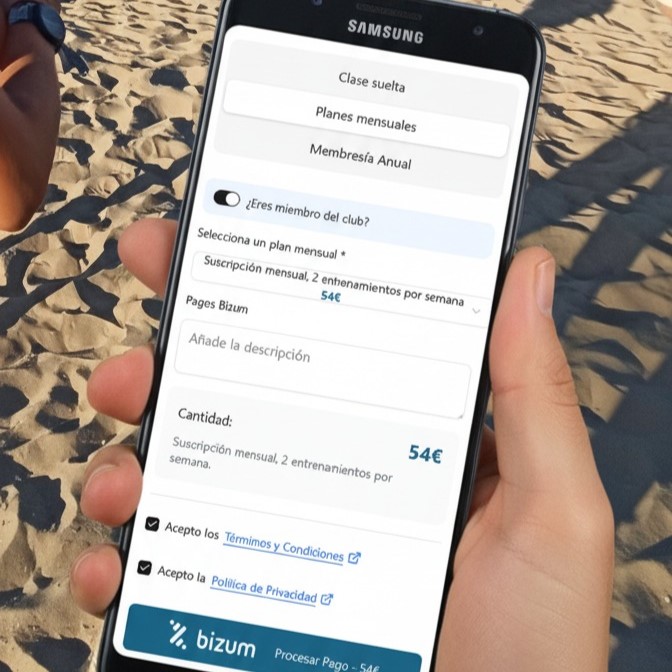 SAMSUNG
Clase suelta
Planes mensuales
Membresía Anual
¿Eres miembro del club?
Selecciona un plan mensual *
Suscripción mensual, 2 entrenamientos por semana
54€
Pages Bizum
Añade la descripción
Cantidad:
54€
Suscripción mensual, 2 entrenanientos por
semana.
Acepto los Términos y Condiciones
Acepto la Política de Privacidad
bizum Procesar Pago - 54€